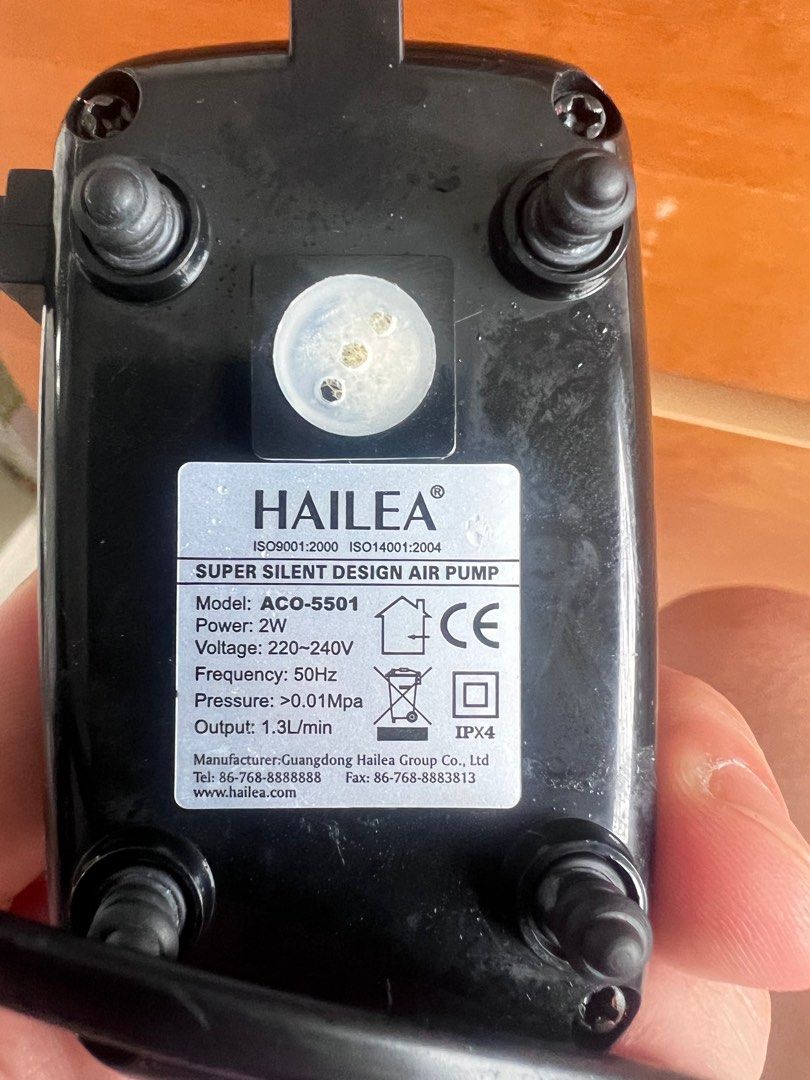 HAILEA®
ISO9001:2000 ISO14001:2004
SUPER SILENT DESIGN AIR PUMP
Model: ACO-5501
Power: 2W
Voltage: 220~240V
Frequency: 50Hz
Pressure: >0.01Mpa
Output: 1.3L/min
CE
IPX4
Manufacturer:Guangdong Hailea Group Co., Ltd
Tel: 86-768-8888888 Fax: 86-768-8883813
www.hailea.com